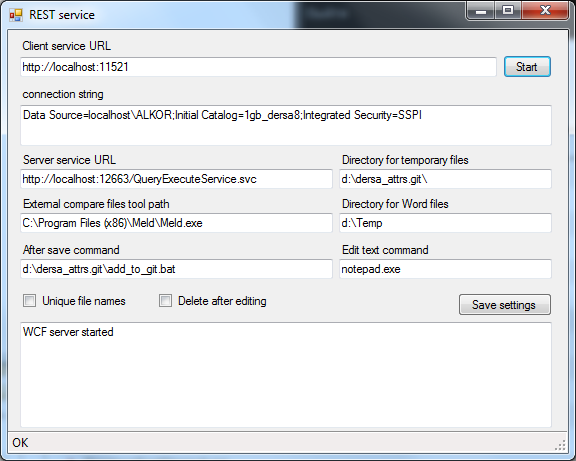 REST service
Client service URL
http://localhost:11521
Start
connection string
Data Source=localhost\ALKOR;Initial Catalog=1gb_dersa8;Integrated Security=SSPI
Server service URL
Directory for temporary files
http://localhost:12663/QueryExecuteService.svc
d:\dersa_attrs.git\
External compare files tool path
Directory for Word files
C:\Program Files (x86)\Meld\Meld.exe
d:\Temp
After save command
Edit text command
d:\dersa_attrs.git\add_to_git.bat
notepad.exe
Unique file names
Delete after editing
Save settings
WCF server started
OK